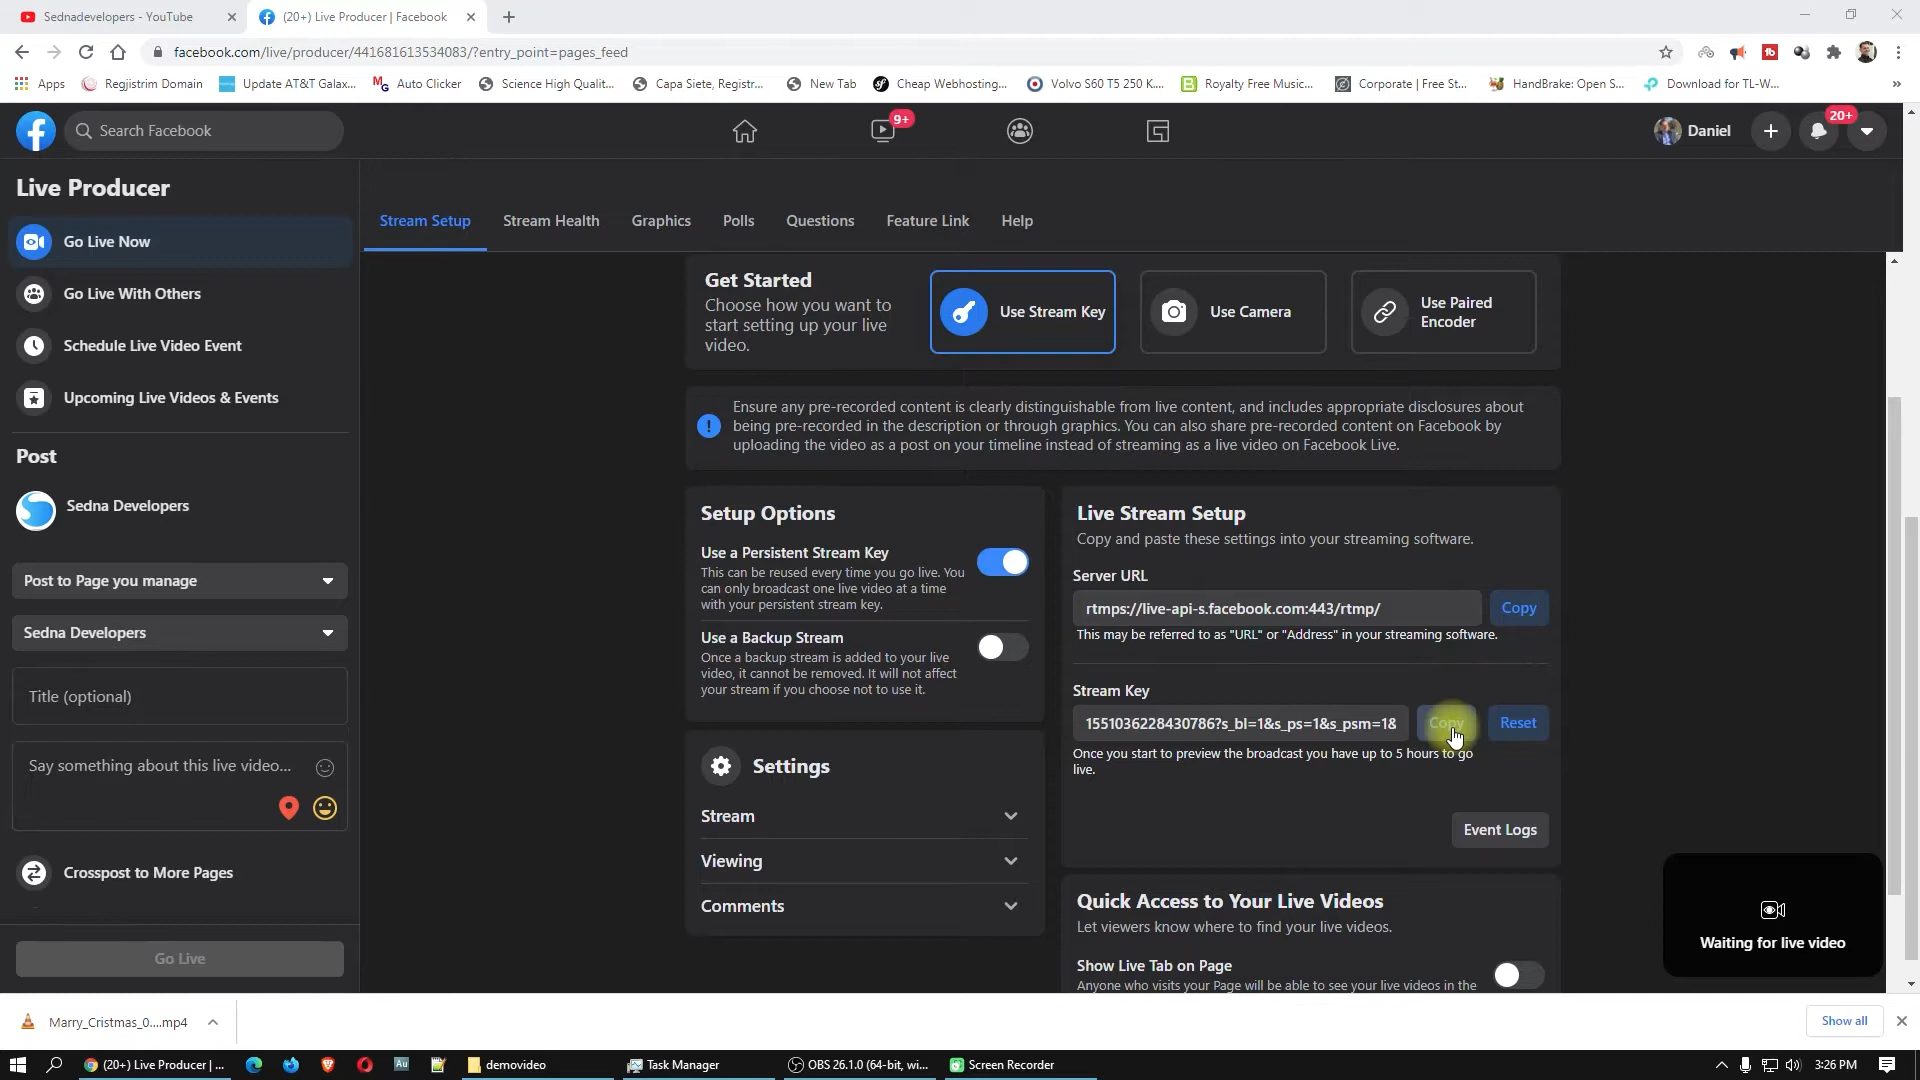 Sednadevelopers - YouTube
(20+) Live Producer | Facebook
facebook.com/live/producer/441681613534083/?entry_point=pages_feed
Apps
Regjistrim Domain
Update AT&T Galax...
Auto Clicker
Science High Qualit...
Capa Siete, Registr...
New Tab
Cheap Webhosting...
Volvo S60 T5 250 K....
Royalty Free Music...
Corporate | Free St...
HandBrake: Open S...
Download for TL-W...
Search Facebook
9+
Daniel
20+
Live Producer
Go Live Now
Go Live With Others
Schedule Live Video Event
Upcoming Live Videos & Events
Post
Sedna Developers
Post to Page you manage
Sedna Developers
Title (optional)
Say something about this live video...
Crosspost to More Pages
Go Live
Stream Setup
Stream Health
Graphics
Polls
Questions
Feature Link
Help
Get Started
Choose how you want to
start setting up your live
video.
Use Stream Key
Use Camera
Use Paired
Encoder
Ensure any pre-recorded content is clearly distinguishable from live content, and includes appropriate disclosures about
being pre-recorded in the description or through graphics. You can also share pre-recorded content on Facebook by
uploading the video as a post on your timeline instead of streaming as a live video on Facebook Live.
Setup Options
Use a Persistent Stream Key
This can be reused every time you go live. You
can only broadcast one live video at a time
with your persistent stream key.
Use a Backup Stream
Once a backup stream is added to your live
video, it cannot be removed. It will not affect
your stream if you choose not to use it.
Settings
Stream
Viewing
Comments
Live Stream Setup
Copy and paste these settings into your streaming software.
Server URL
rtmps://live-api-s.facebook.com:443/rtmp/
Copy
This may be referred to as "URL" or "Address" in your streaming software.
Stream Key
1551036228430786?s_bl=1&s_ps=1&s_psm=1&
Copy
Reset
Once you start to preview the broadcast you have up to 5 hours to go
live.
Event Logs
Quick Access to Your Live Videos
Let viewers know where to find your live videos.
Show Live Tab on Page
Anyone who visits your Page will be able to see your live videos in the
Waiting for live video
Marry_Cristmas_0....mp4
Show all
(20+) Live Producer | ...
Au
demovideo
Task Manager
OBS 26.1.0 (64-bit, wi...
Screen Recorder
3:26 PM